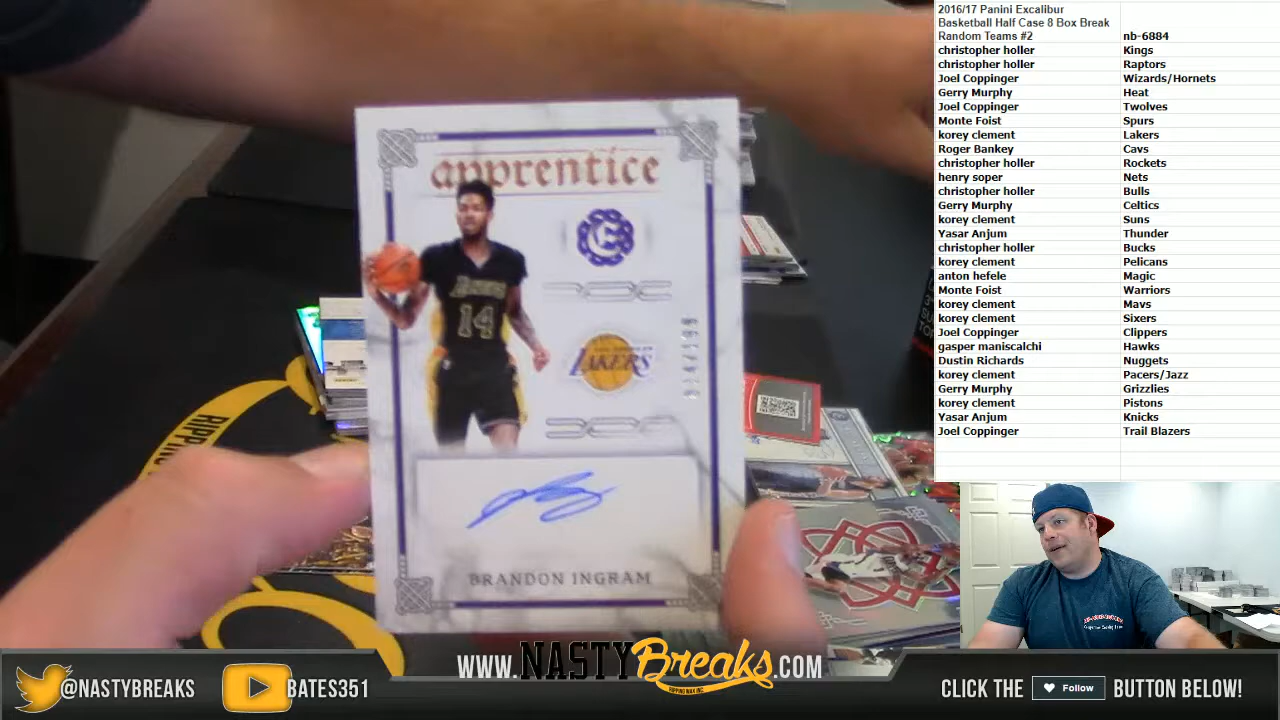 2016/17 Panini Excalibur
Basketball Half Case 8 Box Break
Random Teams #2 nb-6884
christopher holler Kings
christopher holler Raptors
Joel Coppinger Wizards/Hornets
Gerry Murphy Heat
Joel Coppinger Twolves
Monte Foist Spurs
korey clement Lakers
Roger Bankey Cavs
christopher holler Rockets
henry soper Nets
christopher holler Bulls
Gerry Murphy Celtics
korey clement Suns
Yasar Anjum Thunder
christopher holler Bucks
korey clement Pelicans
anton hefele Magic
Monte Foist Warriors
korey clement Mavs
korey clement Sixers
Joel Coppinger Clippers
gasper maniscalchi Hawks
Dustin Richards Nuggets
korey clement Pacers/Jazz
Gerry Murphy Grizzlies
korey clement Pistons
Yasar Anjum Knicks
Joel Coppinger Trail Blazers
apprentice
14
LAKERS
BRANDON INGRAM
RIPPING
@NASTYBREAKS
BATES351
WWW.NASTYBreaks.COM
RIPPING WAX INC
CLICK THE Follow BUTTON BELOW!